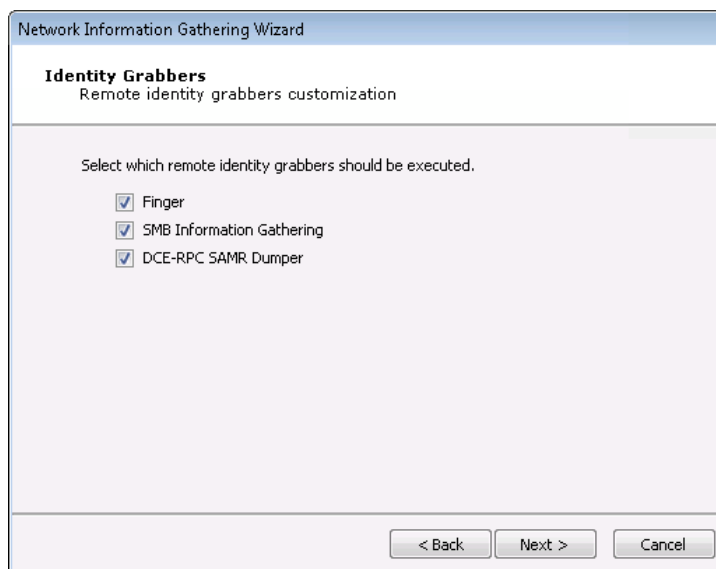 Network Information Gathering Wizard
Identity Grabbers
Remote identity grabbers customization
Select which remote identity grabbers should be executed.
Finger
SMB Information Gathering
DCE-RPC SAMR Dumper
< Back Next > Cancel